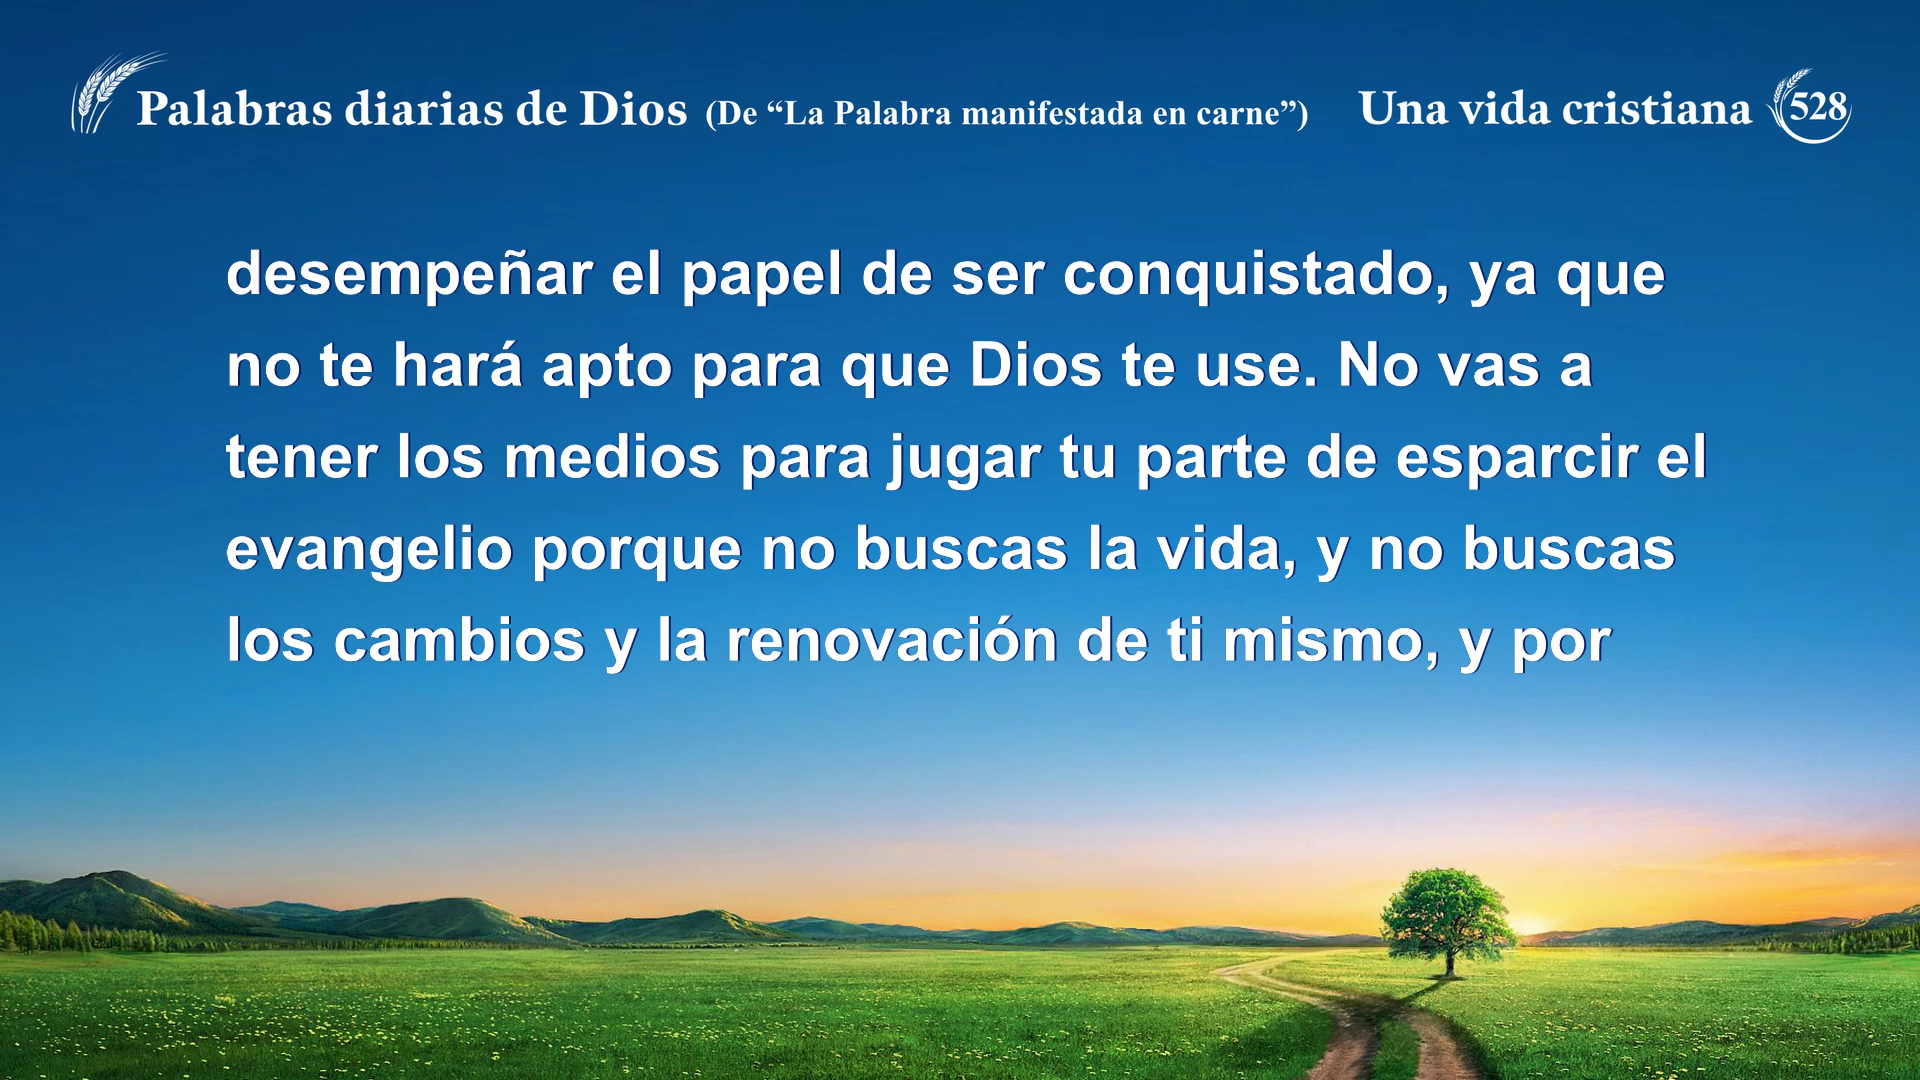 Palabras diarias de Dios (De “La Palabra manifestada en carne”) Una vida cristiana 528
desempeñar el papel de ser conquistado, ya que
no te hará apto para que Dios te use. No vas a
tener los medios para jugar tu parte de esparcir el
evangelio porque no buscas la vida, y no buscas
los cambios y la renovación de ti mismo, y por